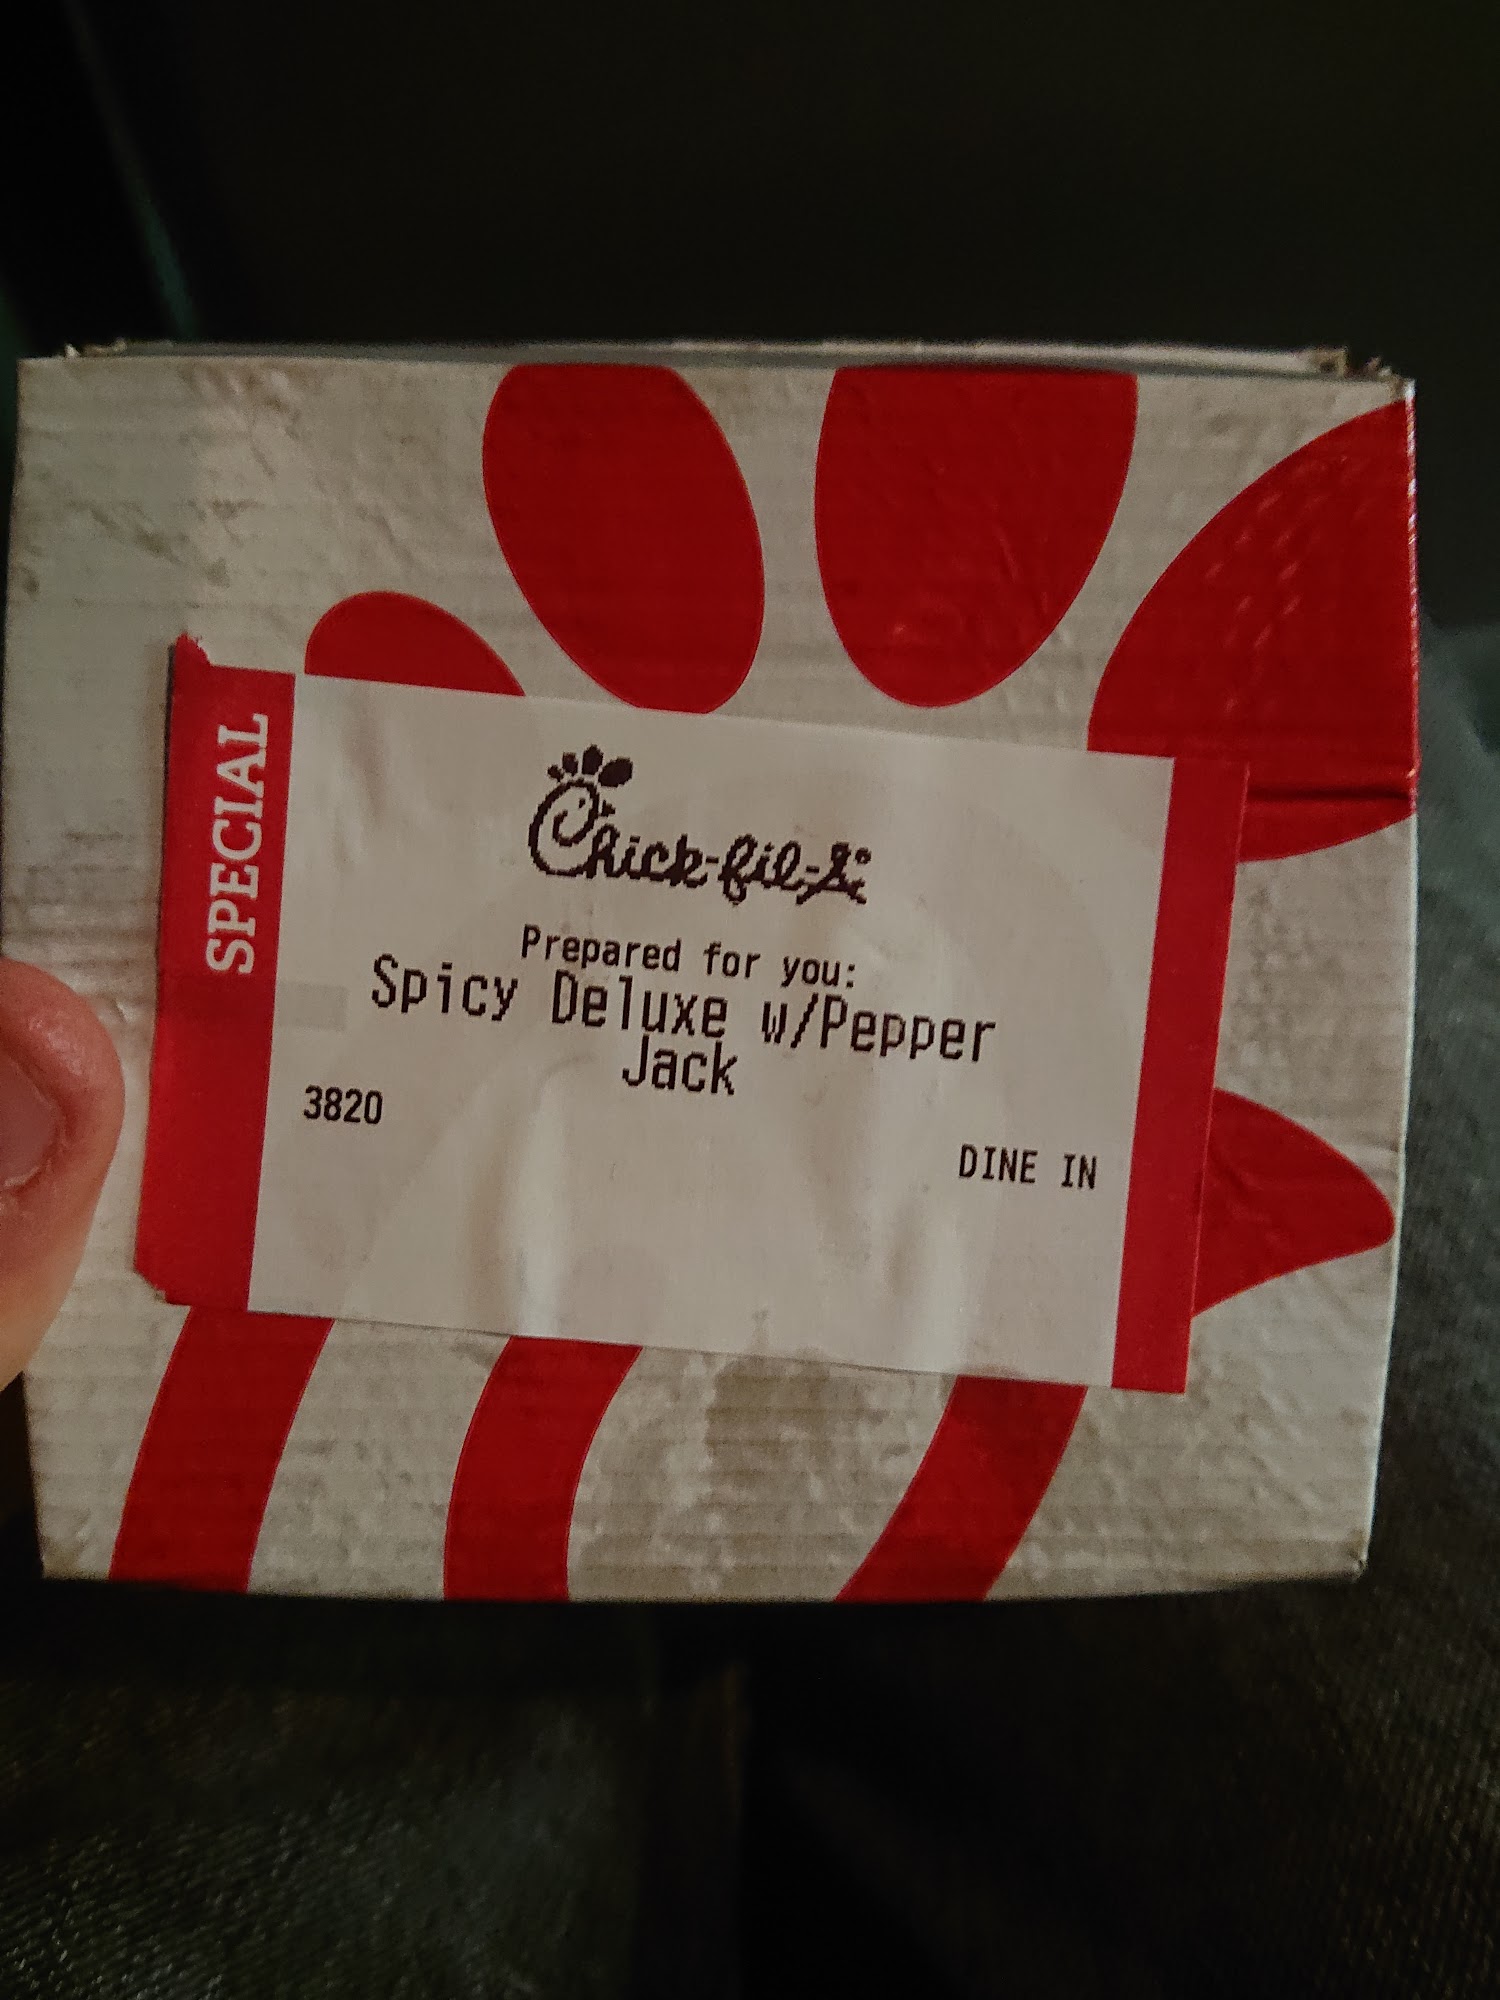 SPECIAL
Chick-fil-A
Prepared for you:
Spicy Deluxe w/Pepper
Jack
3820
DINE IN